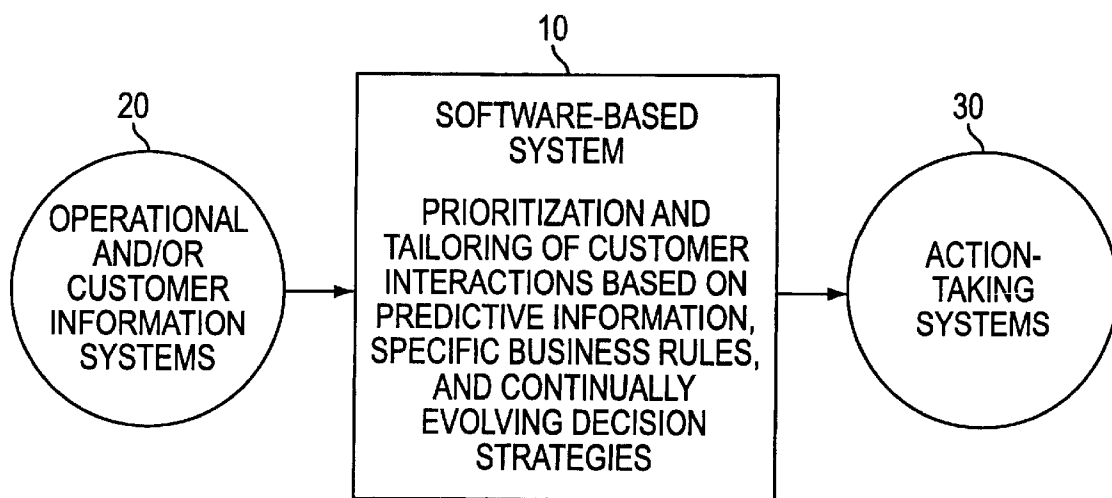 20
OPERATIONAL
AND/OR
CUSTOMER
INFORMATION
SYSTEMS
10
SOFTWARE-BASED
SYSTEM
PRIORITIZATION AND
TAILORING OF CUSTOMER
INTERACTIONS BASED ON
PREDICTIVE INFORMATION,
SPECIFIC BUSINESS RULES,
AND CONTINUALLY
EVOLVING DECISION
STRATEGIES
30
ACTION-
TAKING
SYSTEMS